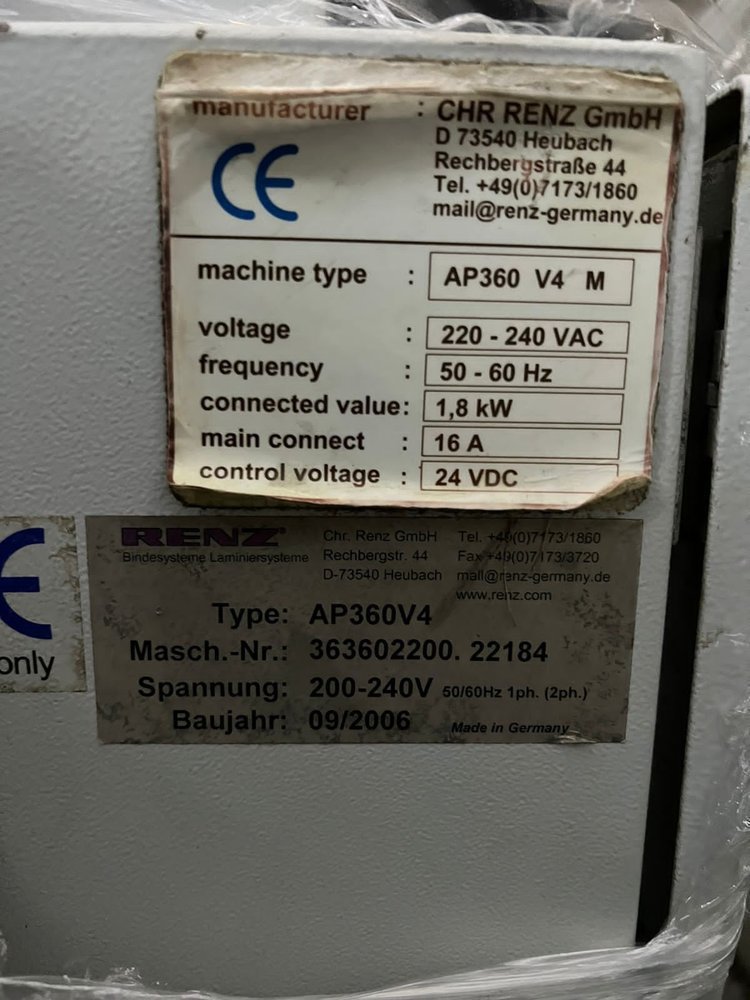 manufacturer : CHR RENZ GmbH
D 73540 Heubach
Rechbergstraße 44
Tel. +49(0)7173/1860
mail@renz-germany.de
CE
machine type : AP360 V4 M
voltage : 220 - 240 VAC
frequency : 50 - 60 Hz
connected value: 1,8 kW
main connect : 16 A
control voltage : 24 VDC
CE
only
RENZ
Bindesysteme Laminiersysteme
Chr. Renz GmbH
Rechbergstr. 44
D-73540 Heubach
Tel. +49(0)7173/1860
Fax +49(0)7173/3720
mail@renz-germany.de
www.renz.com
Type: AP360V4
Masch.-Nr.: 363602200. 22184
Spannung: 200-240V 50/60Hz 1ph. (2ph.)
Baujahr: 09/2006 Made in Germany